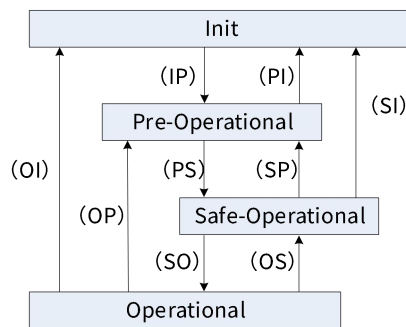 Init
(IP)
(PI)
(SI)
Pre-Operational
(OI)
(PS)
(SP)
(OP)
Safe-Operational
(SO)
(OS)
Operational